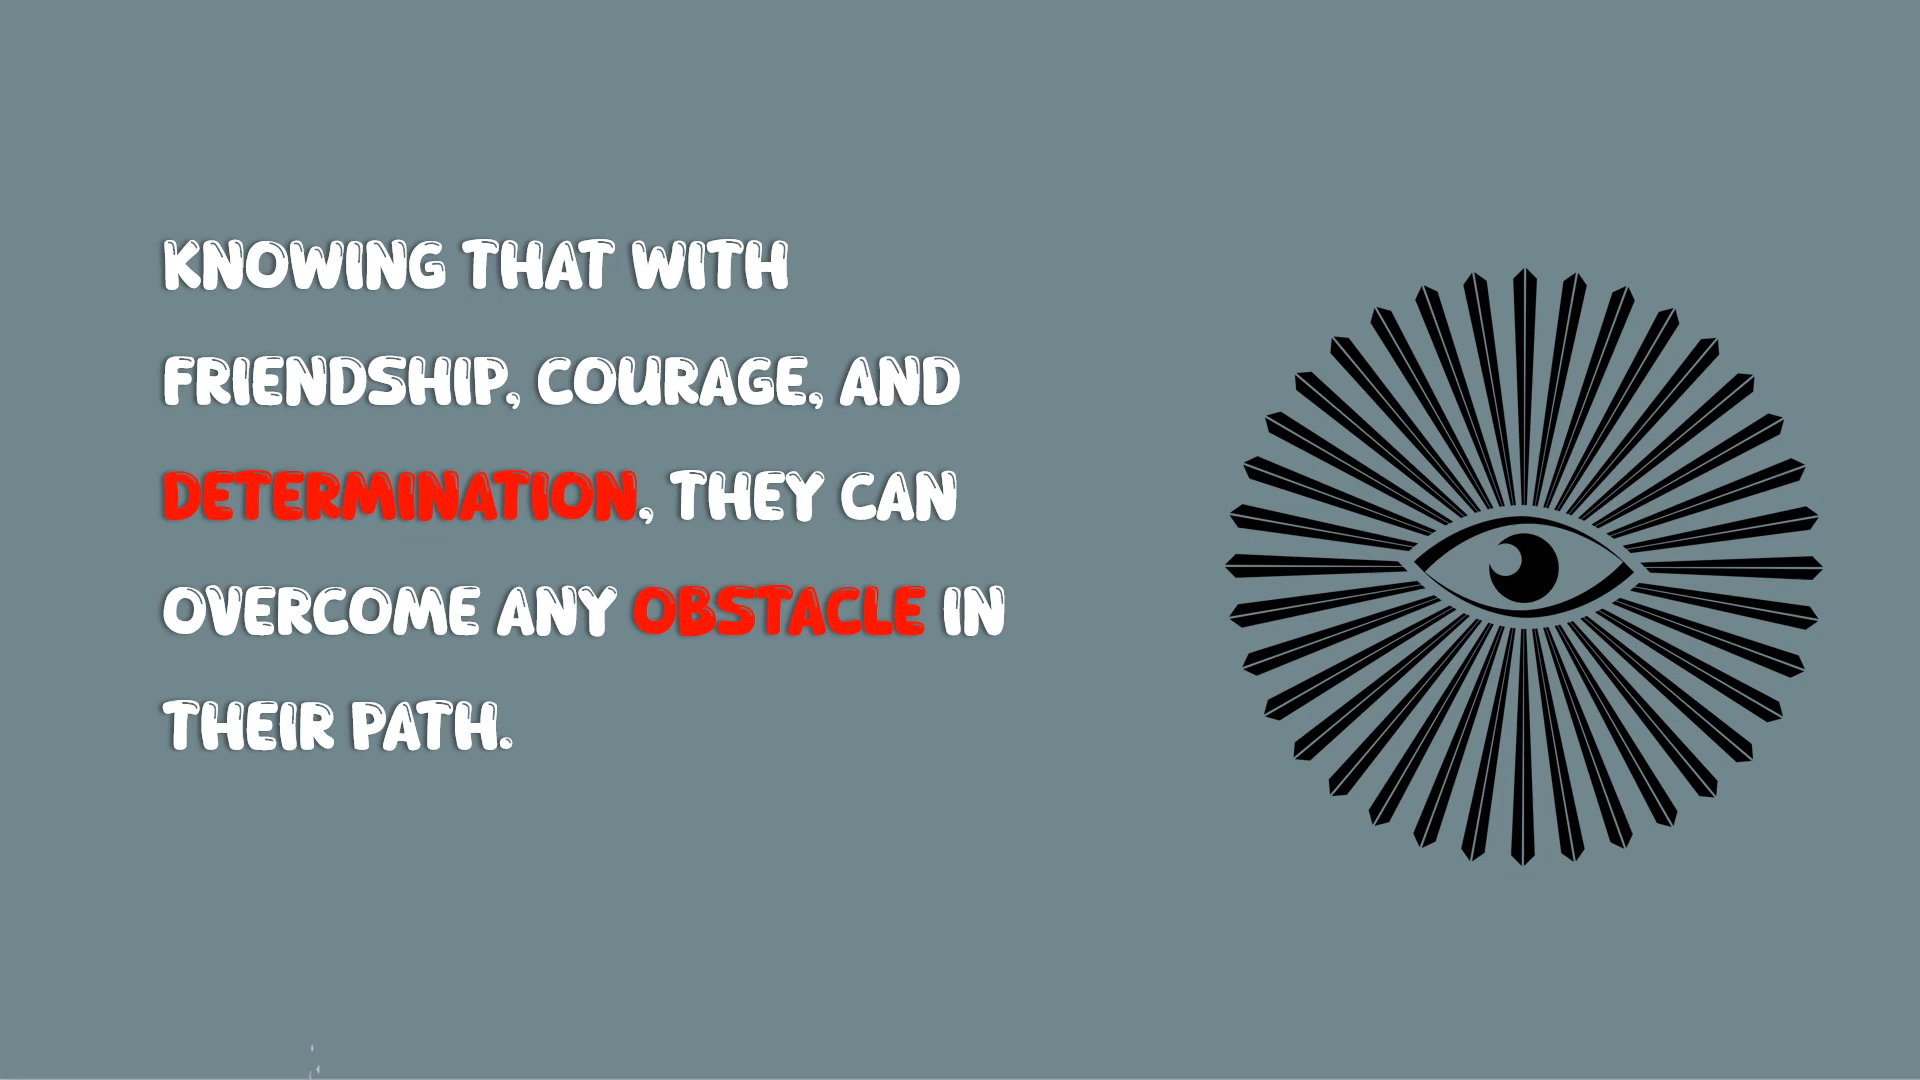 KNOWING THAT WITH
FRIENDSHIP, COURAGE, AND
DETERMINATION, THEY CAN
OVERCOME ANY OBSTACLE IN
THEIR PATH.